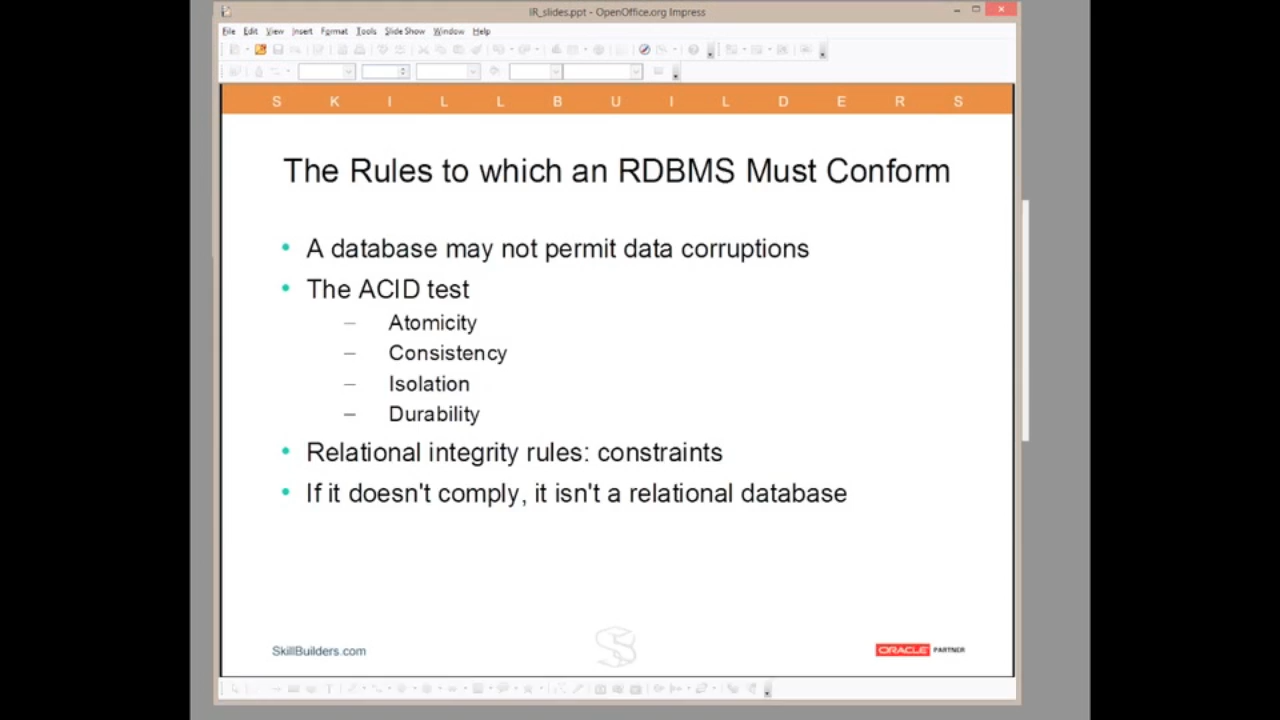 IR_slides.ppt - OpenOffice.org Impress
File Edit View Insert Format Tools Slide Show Window Help
S K I L L B U I L D E R S
The Rules to which an RDBMS Must Conform
• A database may not permit data corruptions
• The ACID test
– Atomicity
– Consistency
– Isolation
– Durability
• Relational integrity rules: constraints
• If it doesn't comply, it isn't a relational database
SkillBuilders.com
ORACLE PARTNER